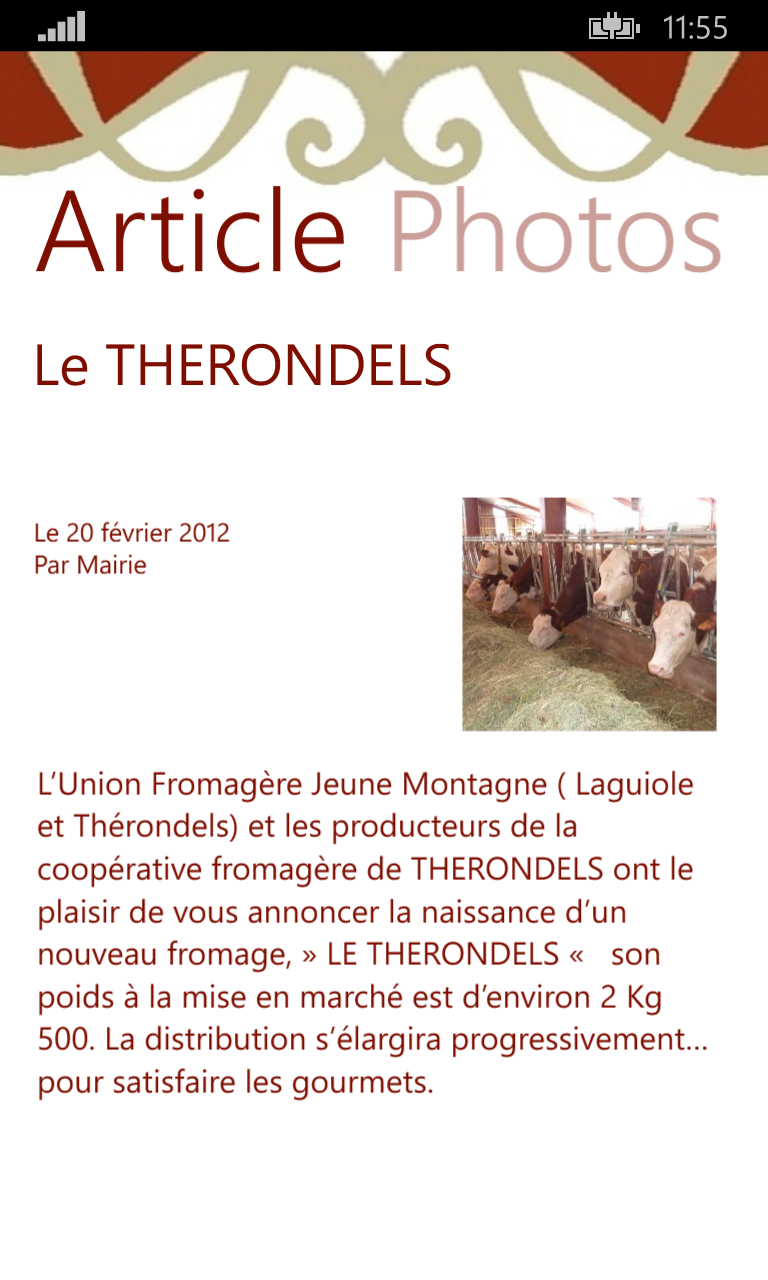 11:55
Article Photos
Le THERONDELS
Le 20 février 2012
Par Mairie
L’Union Fromagère Jeune Montagne ( Laguiole
et Thérondels) et les producteurs de la
coopérative fromagère de THERONDELS ont le
plaisir de vous annoncer la naissance d’un
nouveau fromage, » LE THERONDELS «   son
poids à la mise en marché est d’environ 2 Kg
500. La distribution s’élargira progressivement…
pour satisfaire les gourmets.